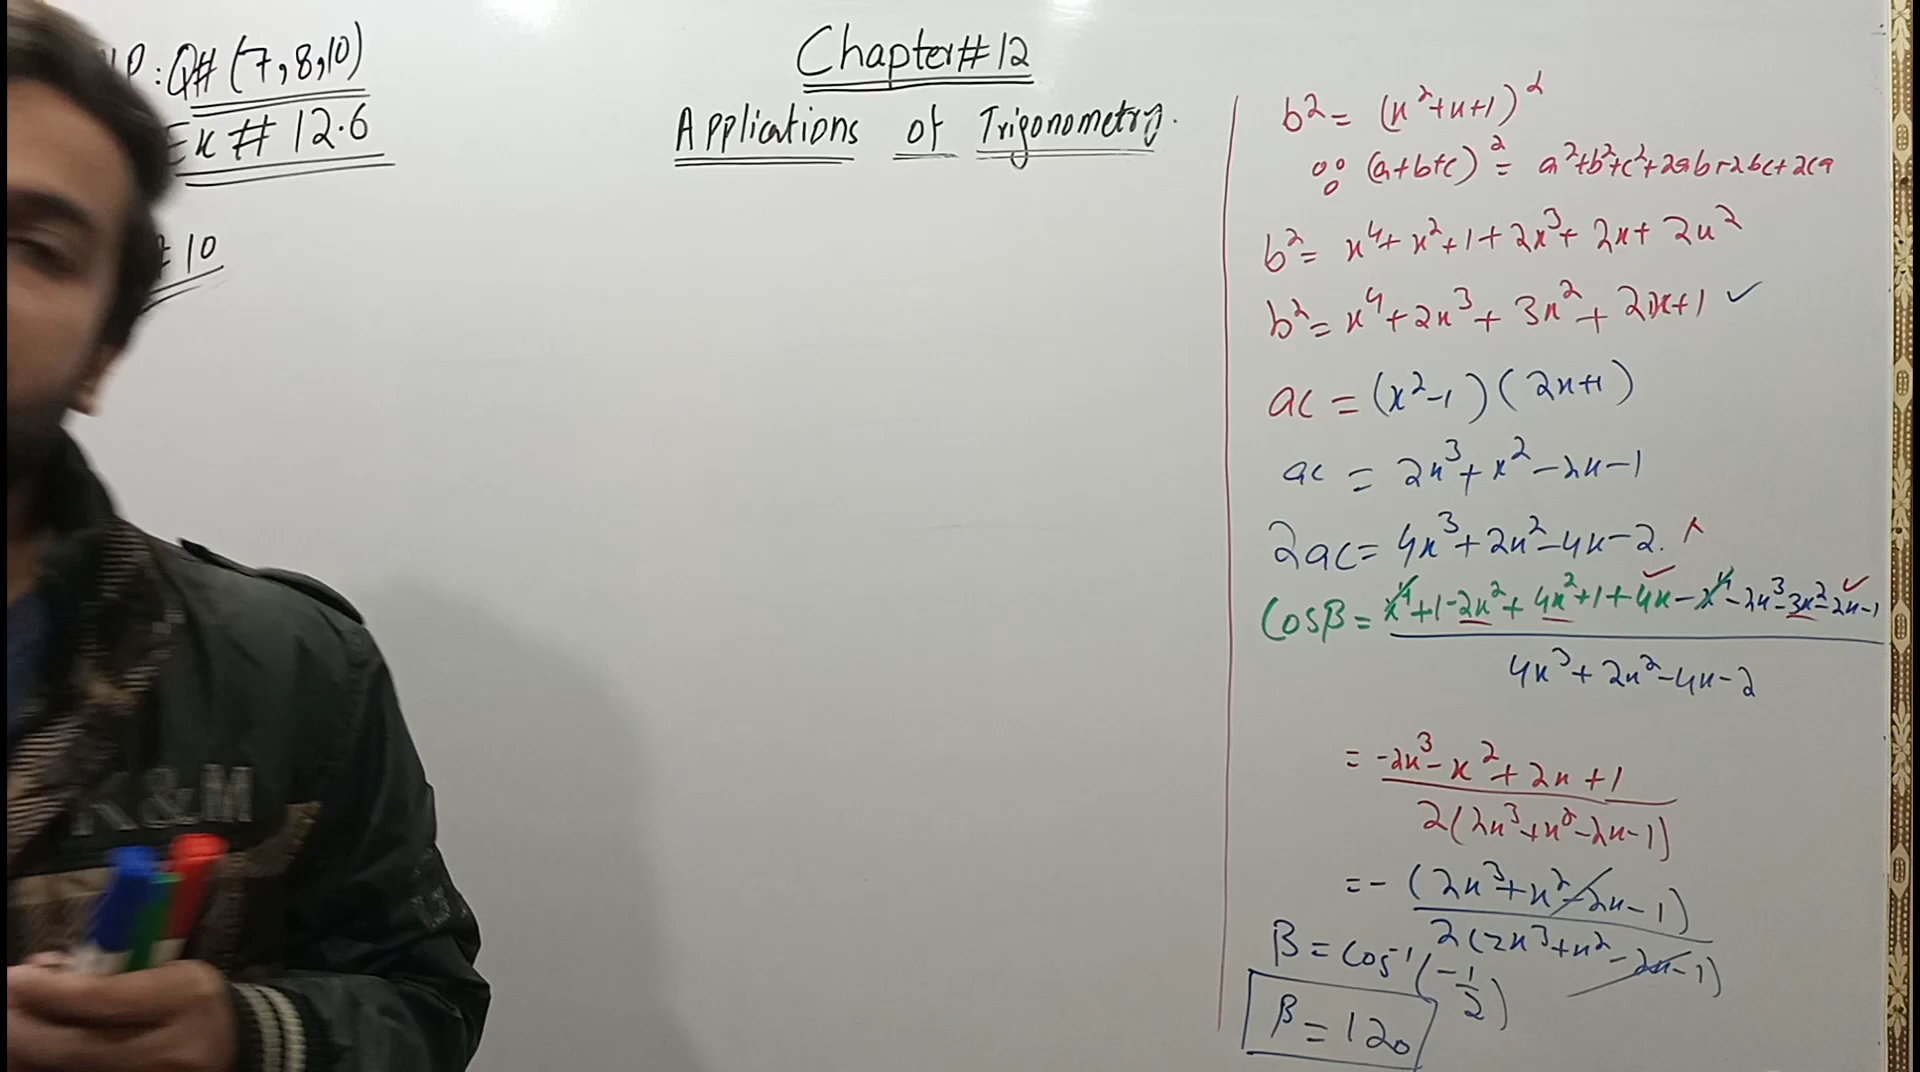 : Q# (7,8,10)
Ex # 12.6
# 10
Chapter# 12
Applications of Trigonometry.
b² = (x²+x+1)²
∵ (a+b+c)² = a²+b²+c²+2ab+2bc+2ca
b² = x⁴+x²+1+2x³+2x+2x²
b² = x⁴+2x³+3x²+2x+1 ✓
ac = (x²-1)(2x+1)
ac = 2x³+x²-2x-1
2ac = 4x³+2x²-4x-2.
Cosβ = x⁴+1-2x²+4x²+1+4x-x⁴-2x³-3x²-2x-1
4x³+2x²-4x-2
= -2x³-x²+2x+1
2(2x³+x²-2x-1)
= -(2x³+x²-2x-1)
2(2x³+x²-2x-1)
β = Cos⁻¹(-1/2)
β = 120
&M